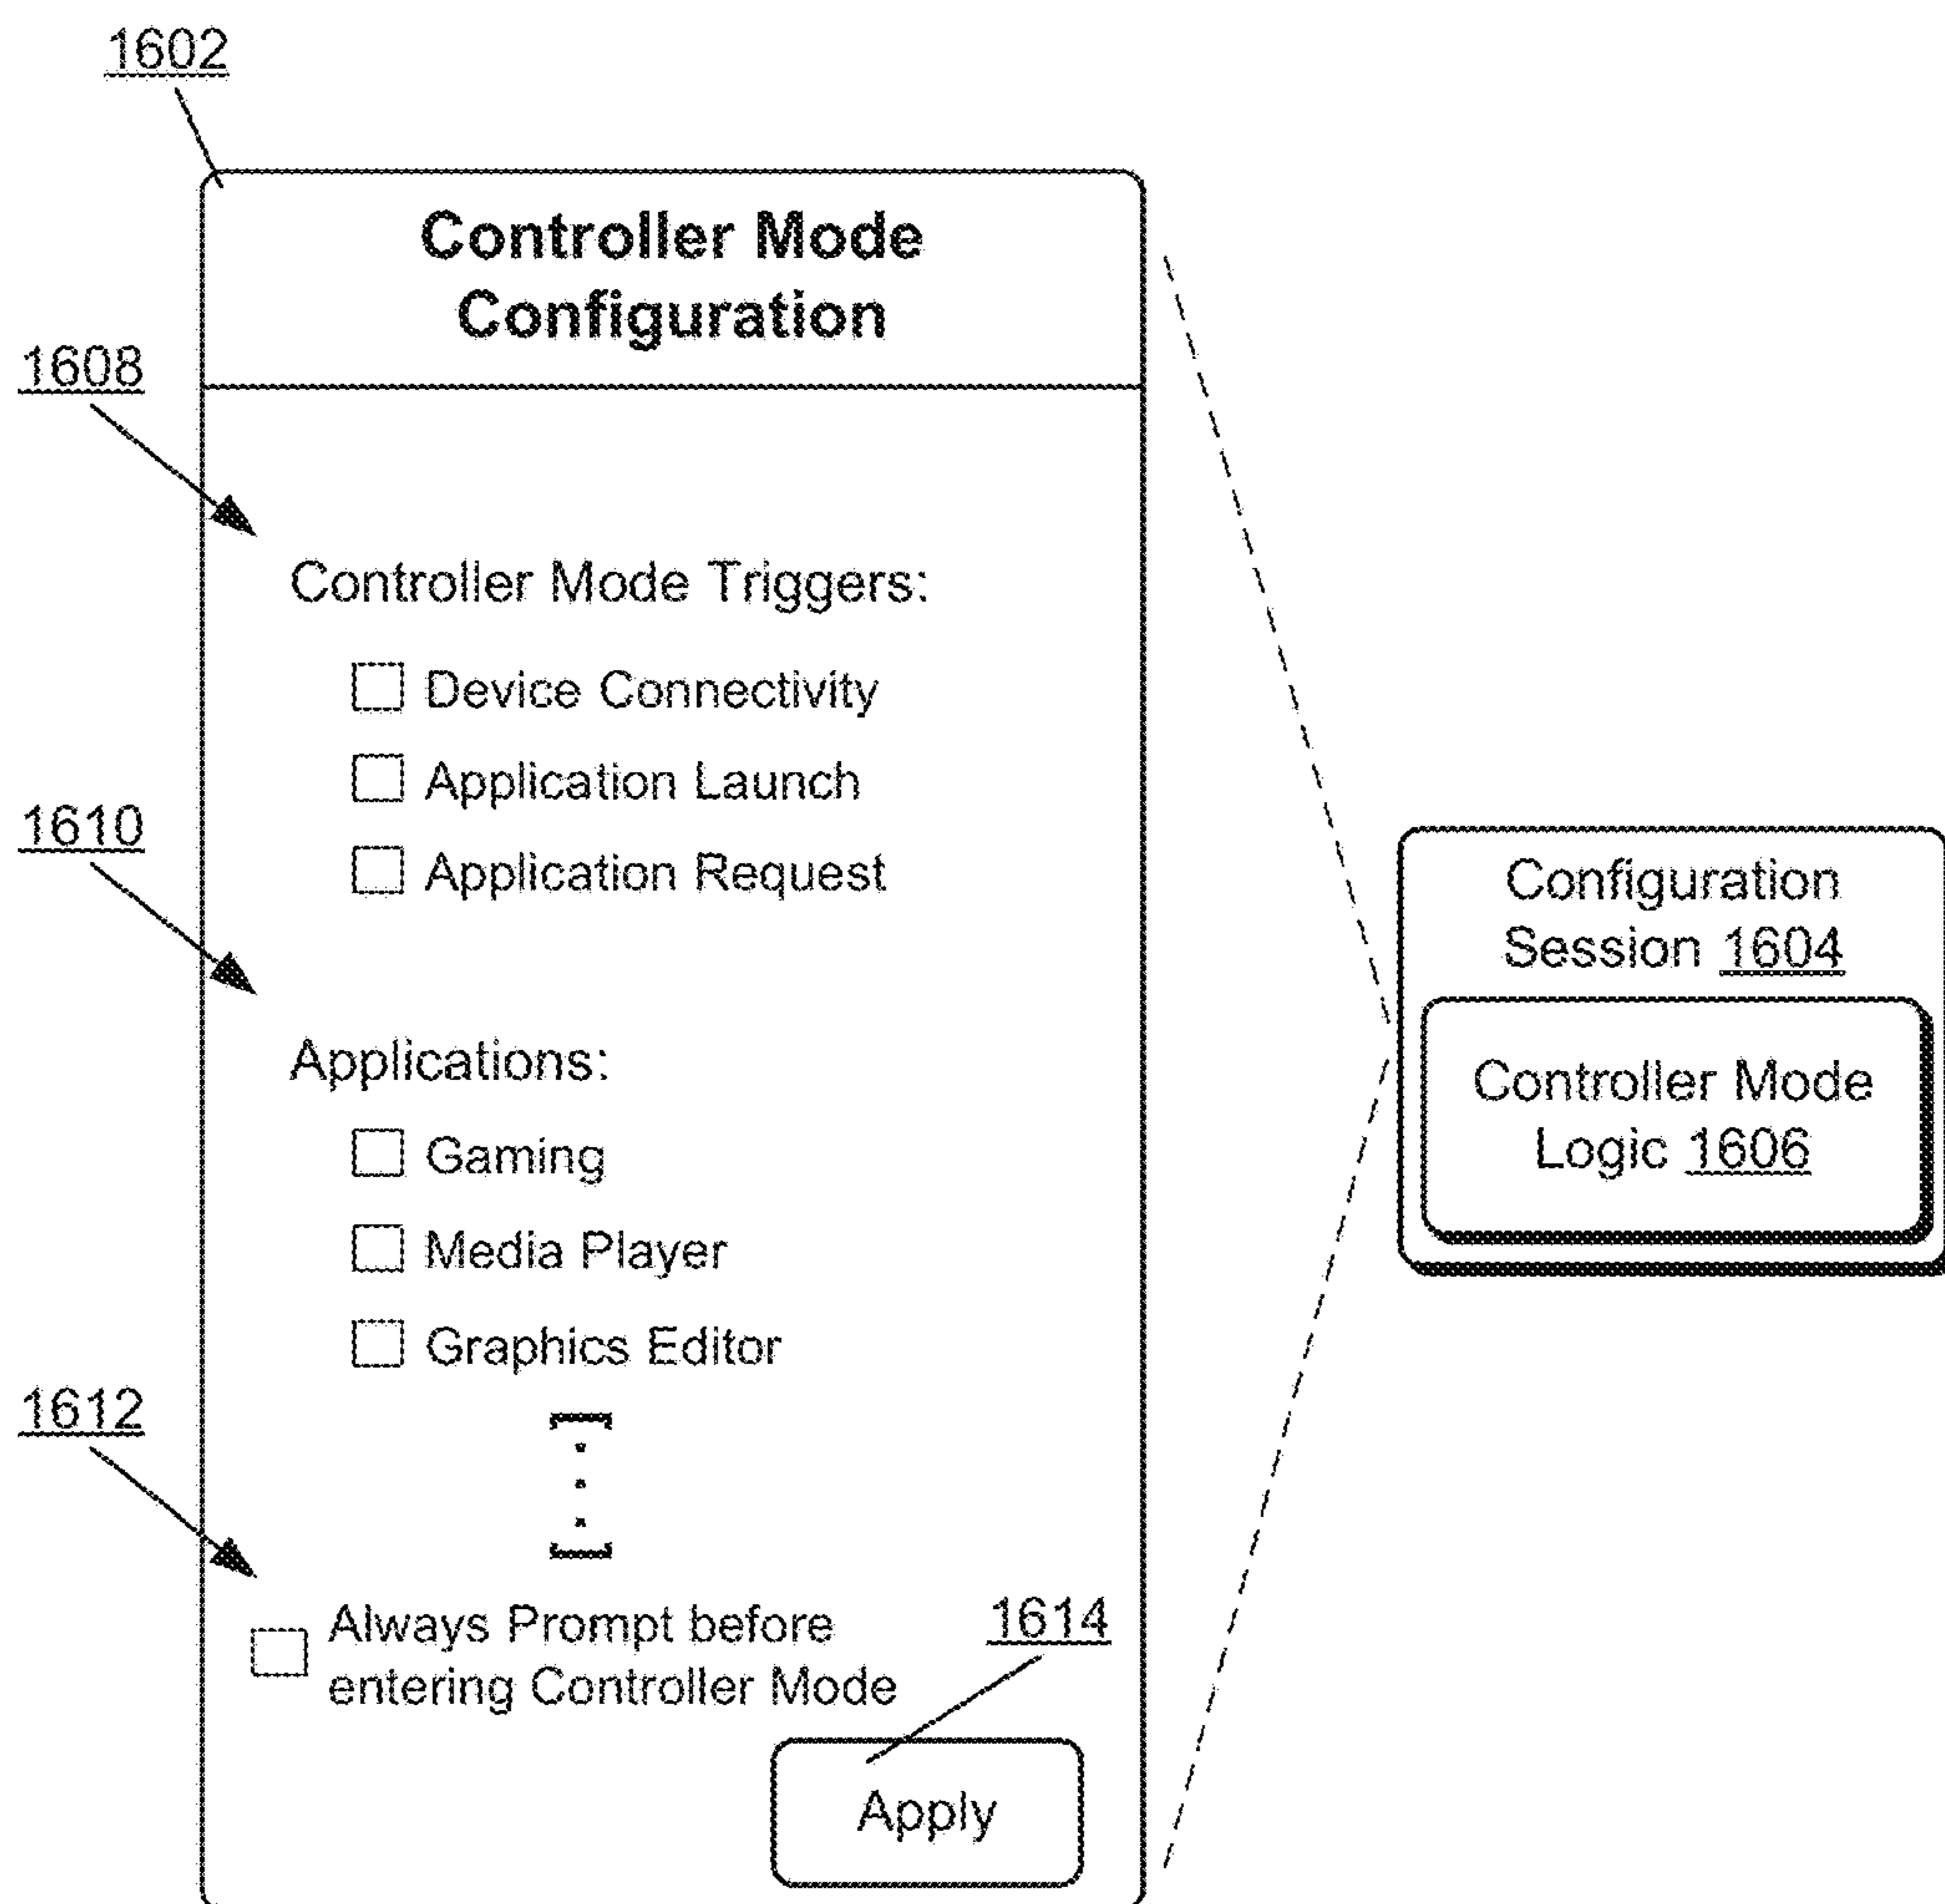 1602
Controller Mode
Configuration
1608
Controller Mode Triggers:
Device Connectivity
Application Launch
1610
Application Request
Applications:
Gaming
Media Player
Graphics Editor
1612
Always Prompt before
entering Controller Mode
1614
Apply
Configuration
Session 1604
Controller Mode
Logic 1606